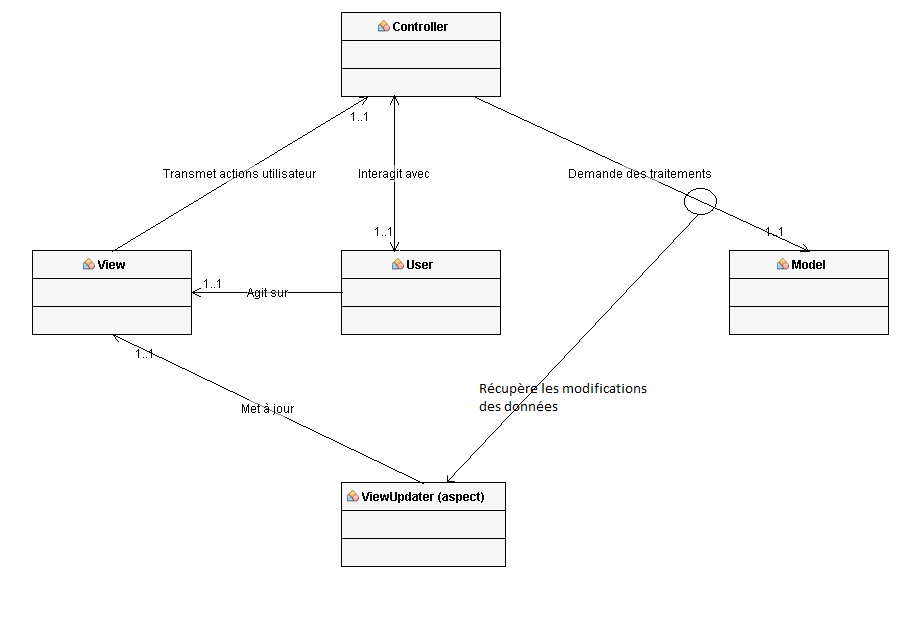 Controller
1..1
Transmet actions utilisateur
Interagit avec
Demande des traitements
1..1
1..1
View
User
Model
1..1
Agit sur
1..1
Récupère les modifications
des données
Met à jour
ViewUpdater (aspect)